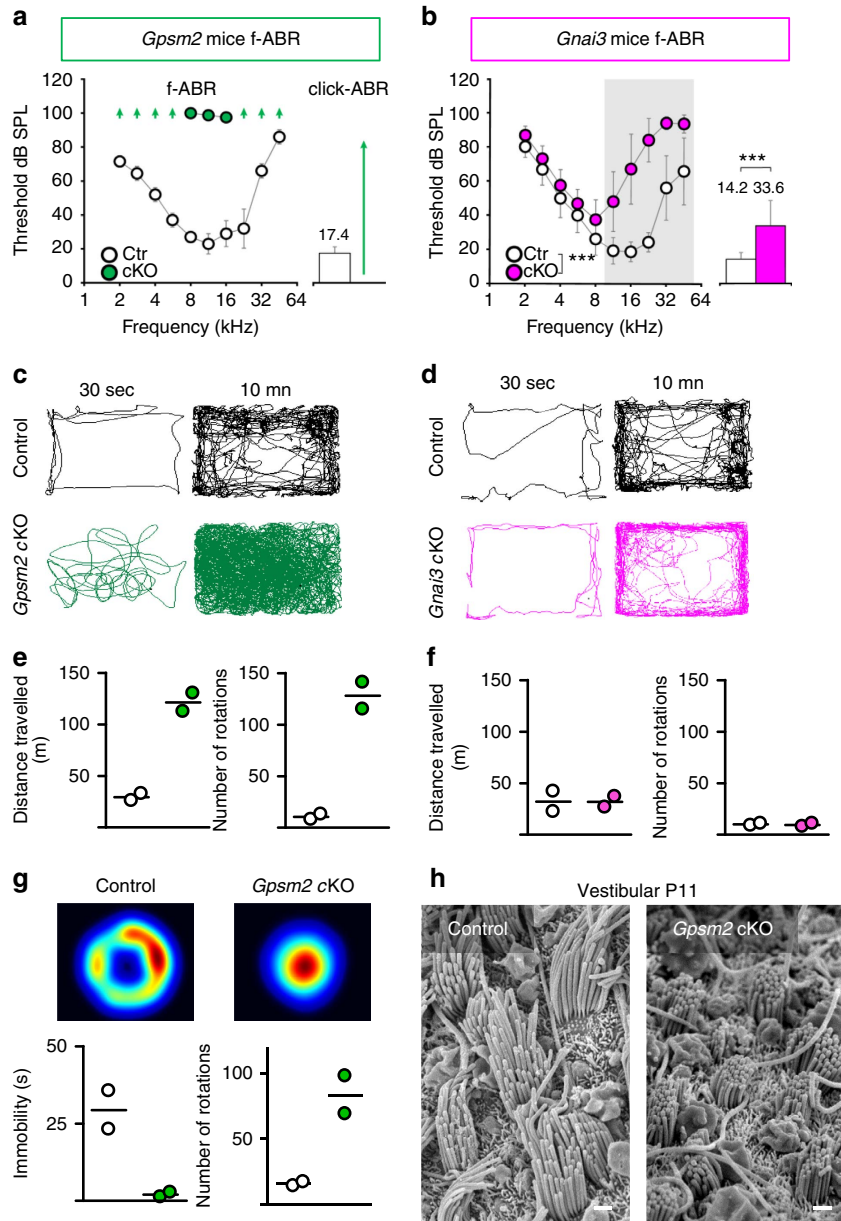 a
Gpsm2 mice f-ABR
120
100
80
60
40
20
0
Threshold dB SPL
f-ABR
click-ABR
17.4
Ctr
cKO
1 2 4 8 16 32 64
Frequency (kHz)
b
Gnai3 mice f-ABR
120
100
80
60
40
20
0
Threshold dB SPL
Ctr
cKO
***
***
14.2 33.6
1 2 4 8 16 32 64
Frequency (kHz)
c
30 sec 10 mn
Control
Gpsm2 cKO
d
30 sec 10 mn
Control
Gnai3 cKO
e
150
100
50
Distance travelled
(m)
150
100
50
Number of rotations
f
150
100
50
Distance travelled
(m)
150
100
50
Number of rotations
g
Control Gpsm2 cKO
50
25
Immobility (s)
100
50
Number of rotations
h
Vestibular P11
Control
Gpsm2 cKO